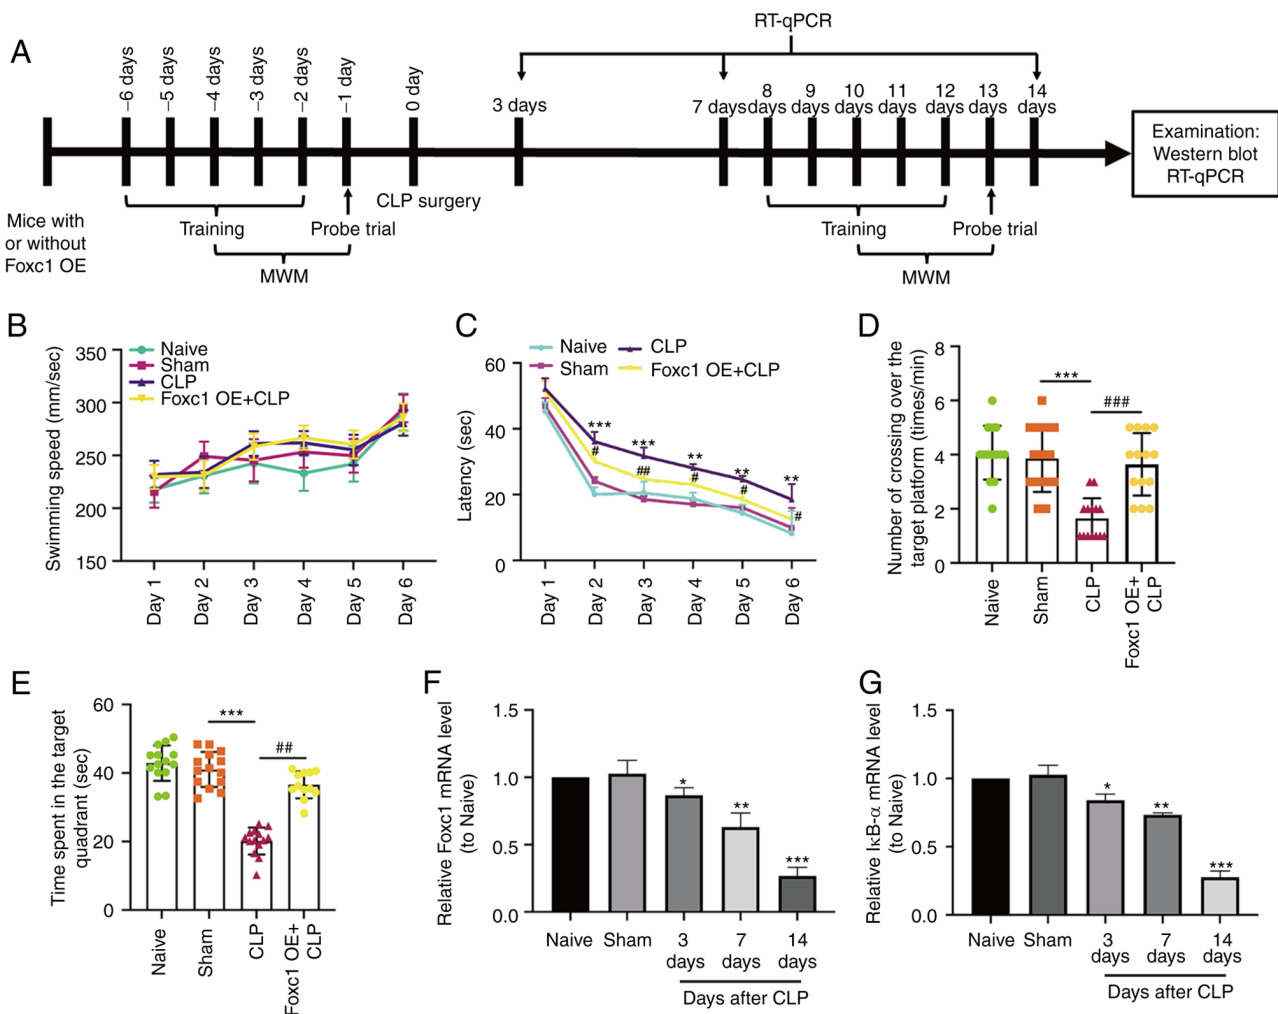 RT-qPCR
A
−6 days
−5 days
−4 days
−3 days
−2 days
−1 day
0 day
3 days
7 days
8
days
9
days
10
days
11
days
12
days
13
days
14
days
Examination:
Western blot
RT-qPCR
CLP surgery
Mice with
or without
Foxc1 OE
Training
Probe trial
MWM
Training
Probe trial
MWM
B
Swimming speed (mm/sec)
350
300
250
200
150
Naive
Sham
CLP
Foxc1 OE+CLP
Day 1
Day 2
Day 3
Day 4
Day 5
Day 6
C
Latency (sec)
60
40
20
0
Naive
Sham
CLP
Foxc1 OE+CLP
***
***
**
**
**
#
##
#
#
#
Day 1
Day 2
Day 3
Day 4
Day 5
Day 6
D
Number of crossing over the
target platform (times/min)
8
6
4
2
0
***
###
Naive
Sham
CLP
Foxc1 OE+
CLP
E
Time spent in the target
quadrant (sec)
60
40
20
0
***
##
Naive
Sham
CLP
Foxc1 OE+
CLP
F
Relative Foxc1 mRNA level
(to Naive)
1.5
1.0
0.5
0.0
*
**
***
Naive
Sham
3
days
7
days
14
days
Days after CLP
G
Relative IκB-α mRNA level
(to Naive)
1.5
1.0
0.5
0.0
*
**
***
Naive
Sham
3
days
7
days
14
days
Days after CLP